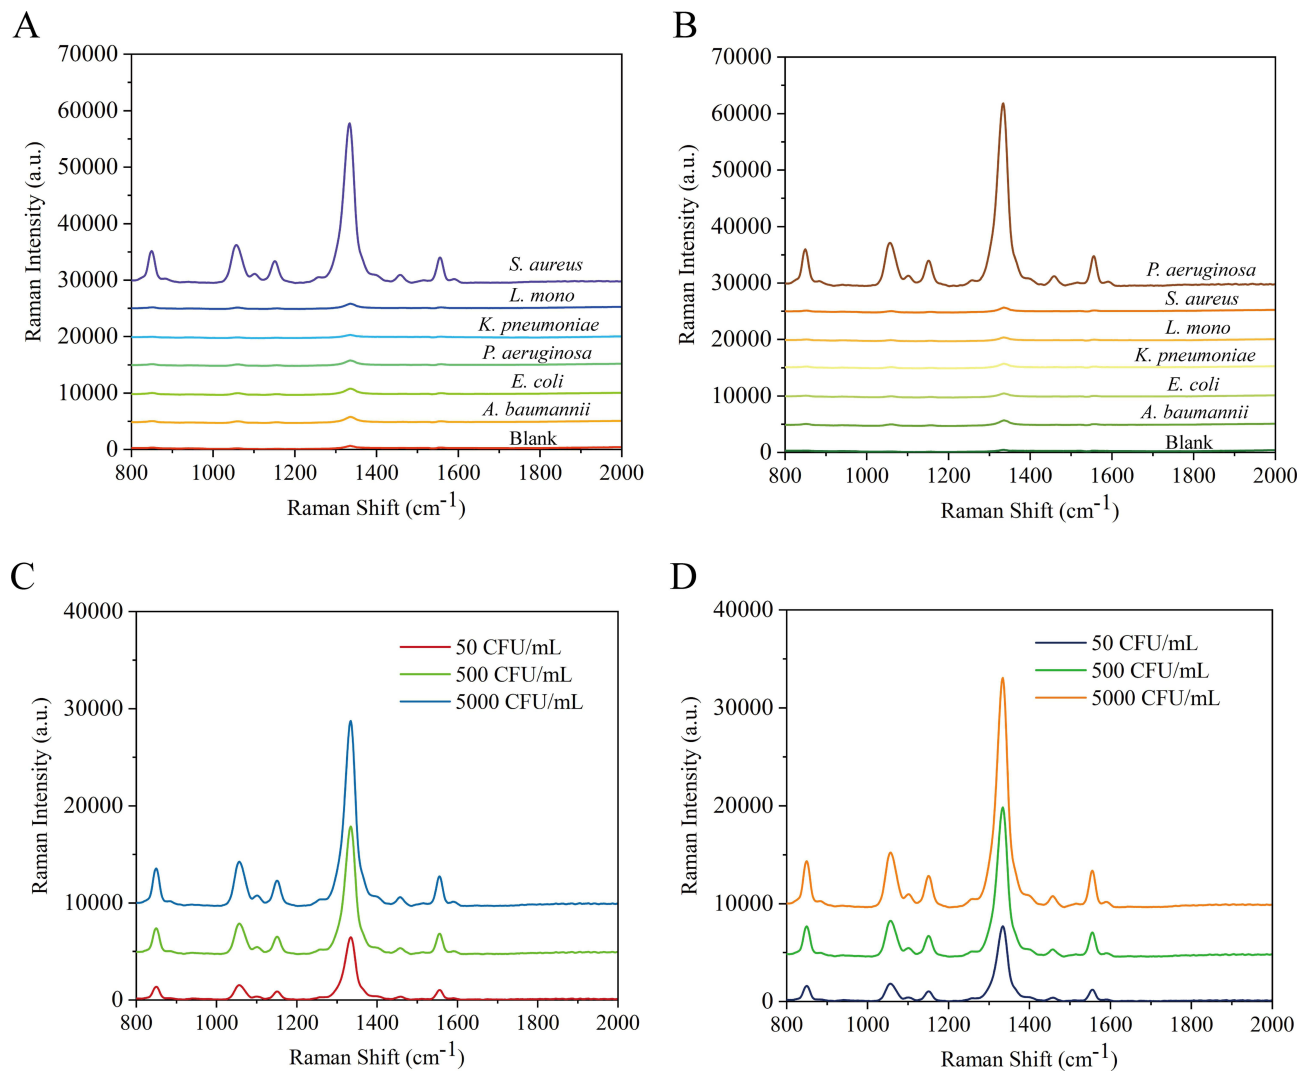 A
70000
60000
50000
40000
30000
20000
10000
0
Raman Intensity (a.u.)
S. aureus
L. mono
K. pneumoniae
P. aeruginosa
E. coli
A. baumannii
Blank
800 1000 1200 1400 1600 1800 2000
Raman Shift (cm-1)
B
70000
60000
50000
40000
30000
20000
10000
0
Raman Intensity (a.u.)
P. aeruginosa
S. aureus
L. mono
K. pneumoniae
E. coli
A. baumannii
Blank
800 1000 1200 1400 1600 1800 2000
Raman Shift (cm-1)
C
40000
30000
20000
10000
0
Raman Intensity (a.u.)
50 CFU/mL
500 CFU/mL
5000 CFU/mL
800 1000 1200 1400 1600 1800 2000
Raman Shift (cm-1)
D
40000
30000
20000
10000
0
Raman Intensity (a.u.)
50 CFU/mL
500 CFU/mL
5000 CFU/mL
800 1000 1200 1400 1600 1800 2000
Raman Shift (cm-1)